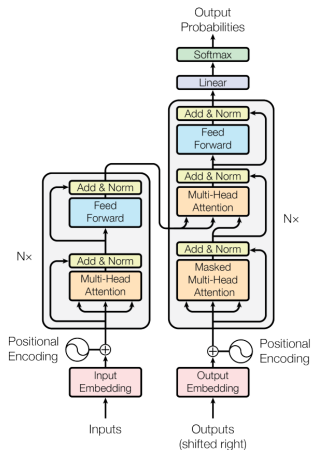 Output
Probabilities
Softmax
Linear
Add & Norm
Feed
Forward
Add & Norm
Multi-Head
Attention
Add & Norm
Masked
Multi-Head
Attention
N×
Positional
Encoding
Output
Embedding
Outputs
(shifted right)
Add & Norm
Feed
Forward
Add & Norm
Multi-Head
Attention
N×
Positional
Encoding
Input
Embedding
Inputs